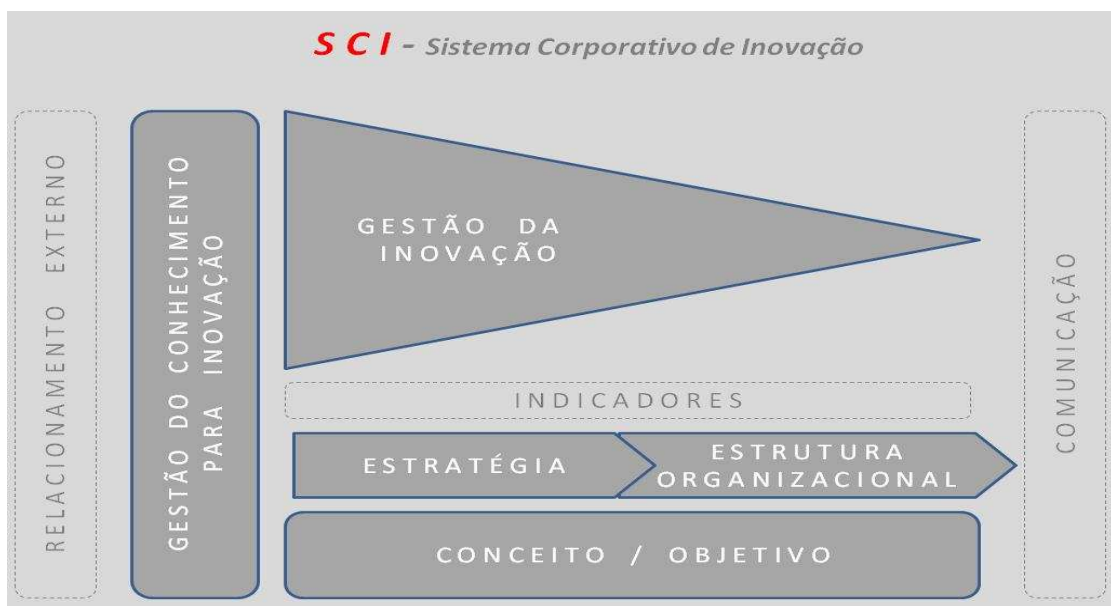 SCI - Sistema Corporativo de Inovação
RELACIONAMENTO EXTERNO
GESTÃO DO CONHECIMENTO
PARA INOVAÇÃO
GESTÃO DA
INOVAÇÃO
INDICADORES
ESTRATÉGIA
ESTRUTURA
ORGANIZACIONAL
CONCEITO / OBJETIVO
COMUNICAÇÃO